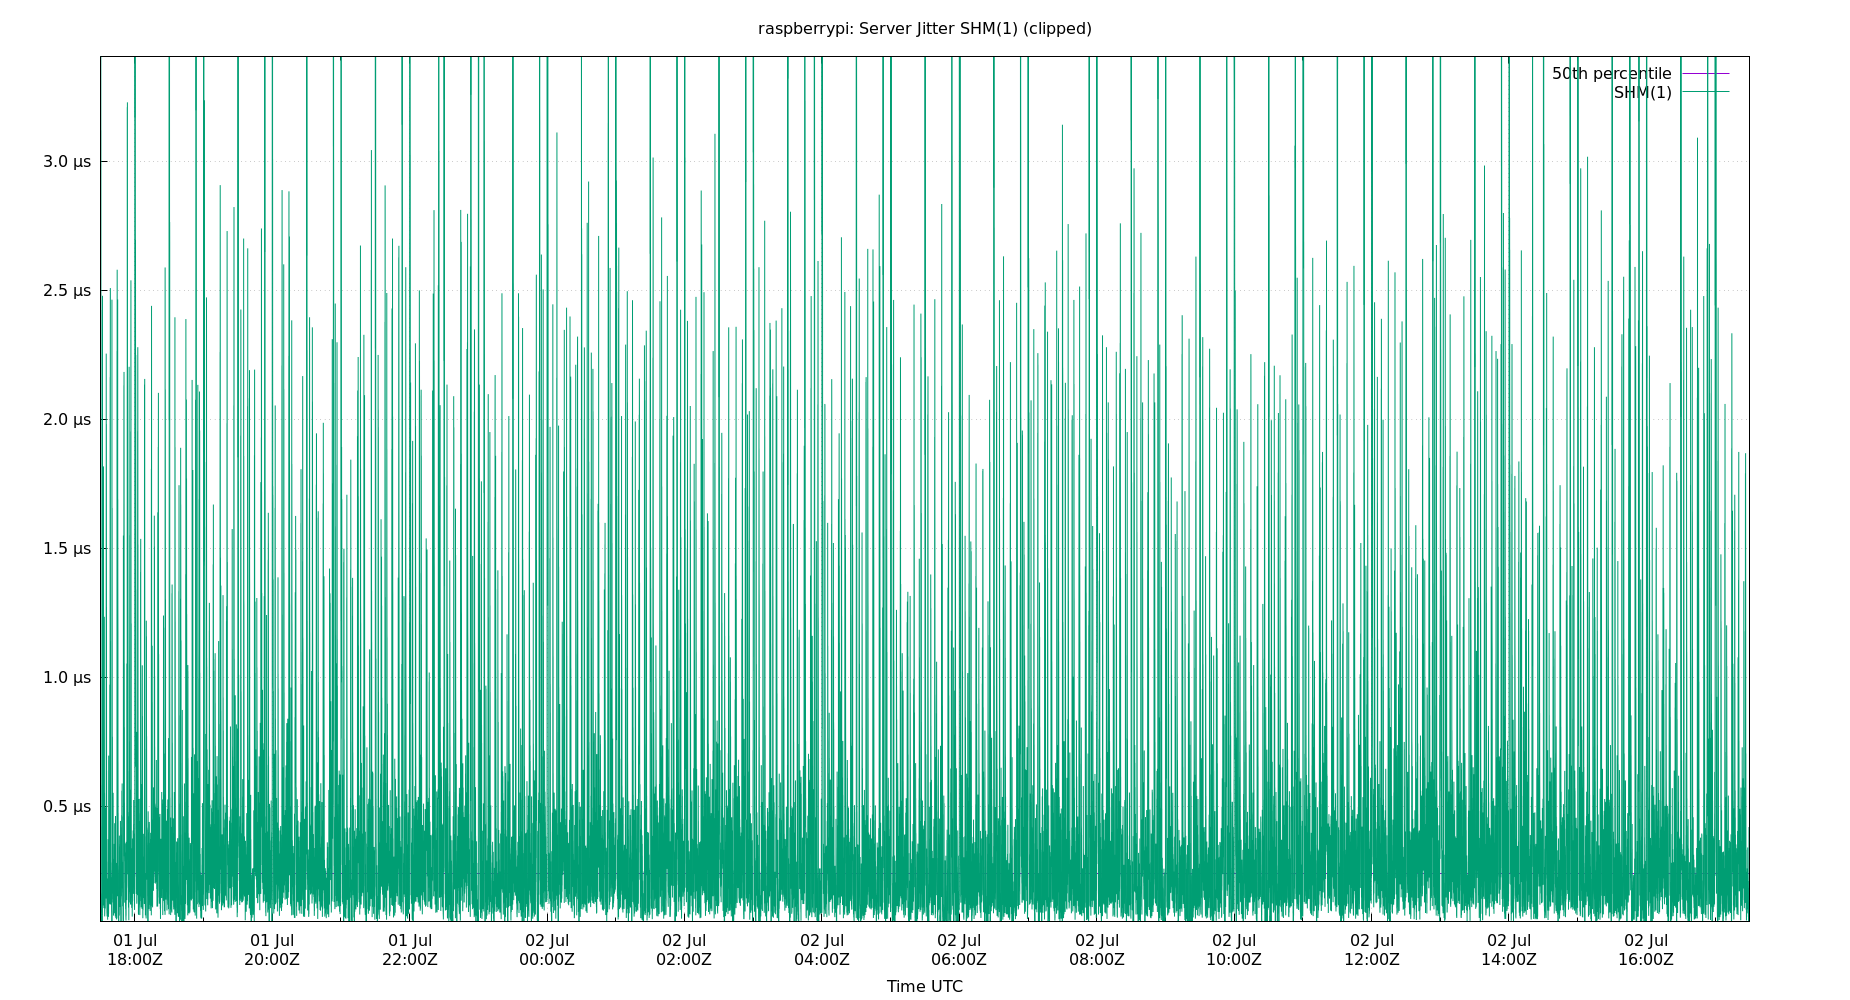 raspberrypi: Server Jitter SHM(1) (clipped)
50th percentile
SHM(1)
3.0 µs
2.5 µs
2.0 µs
1.5 µs
1.0 µs
0.5 µs
01 Jul 01 Jul 01 Jul 02 Jul 02 Jul 02 Jul 02 Jul 02 Jul 02 Jul 02 Jul 02 Jul 02 Jul
18:00Z 20:00Z 22:00Z 00:00Z 02:00Z 04:00Z 06:00Z 08:00Z 10:00Z 12:00Z 14:00Z 16:00Z
Time UTC